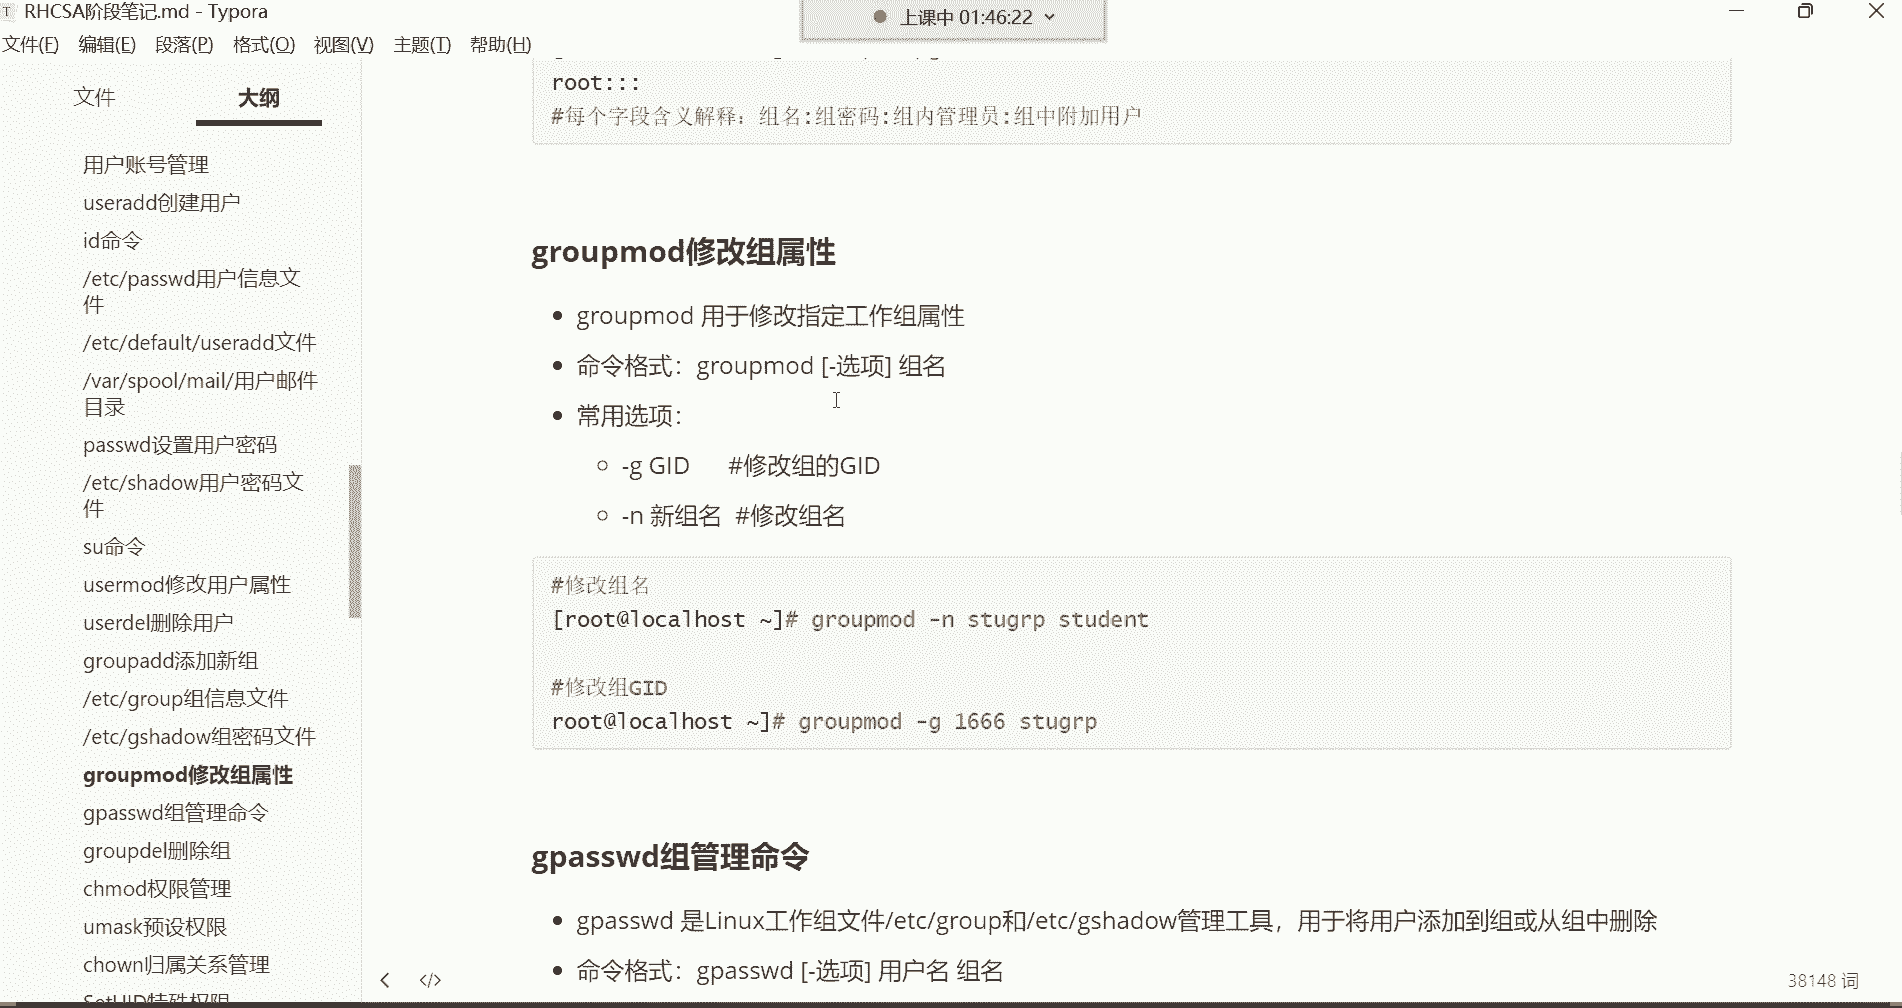 RHCSA阶段笔记.md - Typora
上课中 01:46:22
文件(F) 编辑(E) 段落(P) 格式(O) 视图(V) 主题(T) 帮助(H)
文件 大纲
用户账号管理
useradd创建用户
id命令
/etc/passwd用户信息文
件
/etc/default/useradd文件
/var/spool/mail/用户邮件
目录
passwd设置用户密码
/etc/shadow用户密码文
件
su命令
usermod修改用户属性
userdel删除用户
groupadd添加新组
/etc/group组信息文件
/etc/gshadow组密码文件
groupmod修改组属性
gpasswd组管理命令
groupdel删除组
chmod权限管理
umask预设权限
chown归属关系管理
SetUID特殊权限
root:::
#每个字段含义解释：组名:组密码:组内管理员:组中附加用户
groupmod修改组属性
groupmod 用于修改指定工作组属性
命令格式：groupmod [-选项] 组名
常用选项：
-g GID #修改组的GID
-n 新组名 #修改组名
#修改组名
[root@localhost ~]# groupmod -n stugrp student
#修改组GID
root@localhost ~]# groupmod -g 1666 stugrp
gpasswd组管理命令
gpasswd 是Linux工作组文件/etc/group和/etc/gshadow管理工具，用于将用户添加到组或从组中删除
命令格式：gpasswd [-选项] 用户名 组名
38148 词